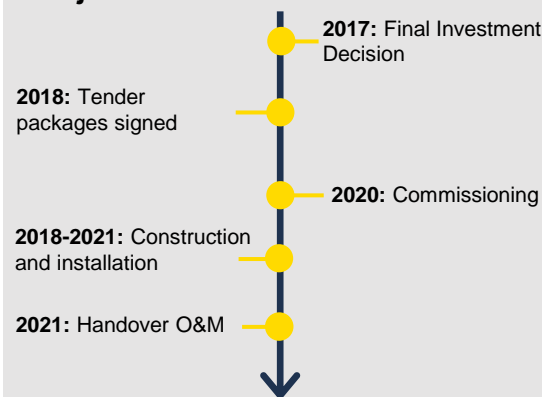 2017: Final Investment
Decision
2018: Tender
packages signed
2020: Commissioning
2018-2021: Construction
and installation
2021: Handover O&M